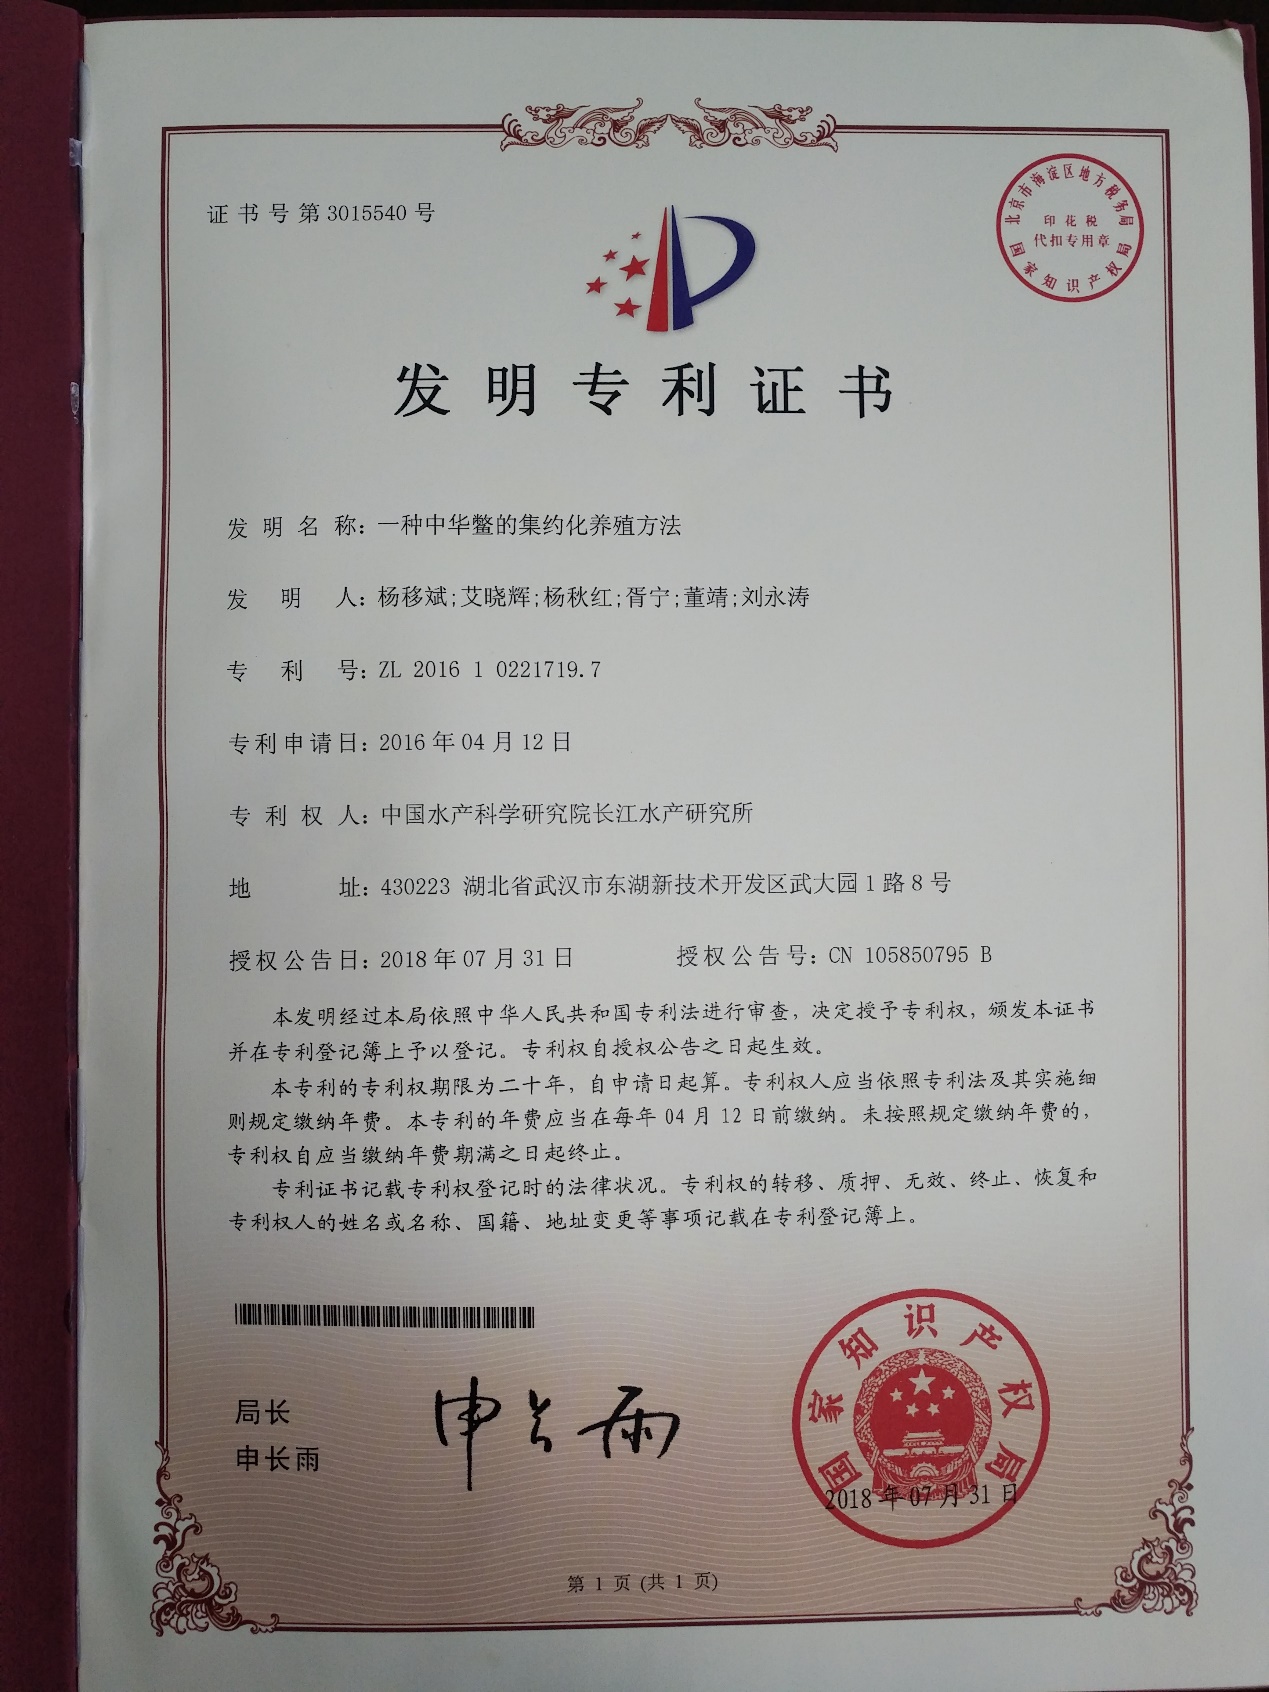 证书号第3015540号
北京市海淀区地方税务局
印花税
代扣专用章
国家知识产权局
发明专利证书
发明名称：一种中华鳖的集约化养殖方法
发明人：杨移斌;艾晓辉;杨秋红;胥宁;董靖;刘永涛
专利号：ZL 2016 1 0221719.7
专利申请日：2016年04月12日
专利权人：中国水产科学研究院长江水产研究所
地址：430223 湖北省武汉市东湖新技术开发区武大园1路8号
授权公告日：2018年07月31日 授权公告号：CN 105850795 B
本发明经过本局依照中华人民共和国专利法进行审查，决定授予专利权，颁发本证书
并在专利登记簿上予以登记。专利权自授权公告之日起生效。
本专利的专利权期限为二十年，自申请日起算。专利权人应当依照专利法及其实施细
则规定缴纳年费。本专利的年费应当在每年04月12日前缴纳。未按照规定缴纳年费的，
专利权自应当缴纳年费期满之日起终止。
专利证书记载专利权登记时的法律状况。专利权的转移、质押、无效、终止、恢复和
专利权人的姓名或名称、国籍、地址变更等事项记载在专利登记簿上。
局长
申长雨
申长雨
国家知识产权局
2018年07月31日
第1页(共1页)